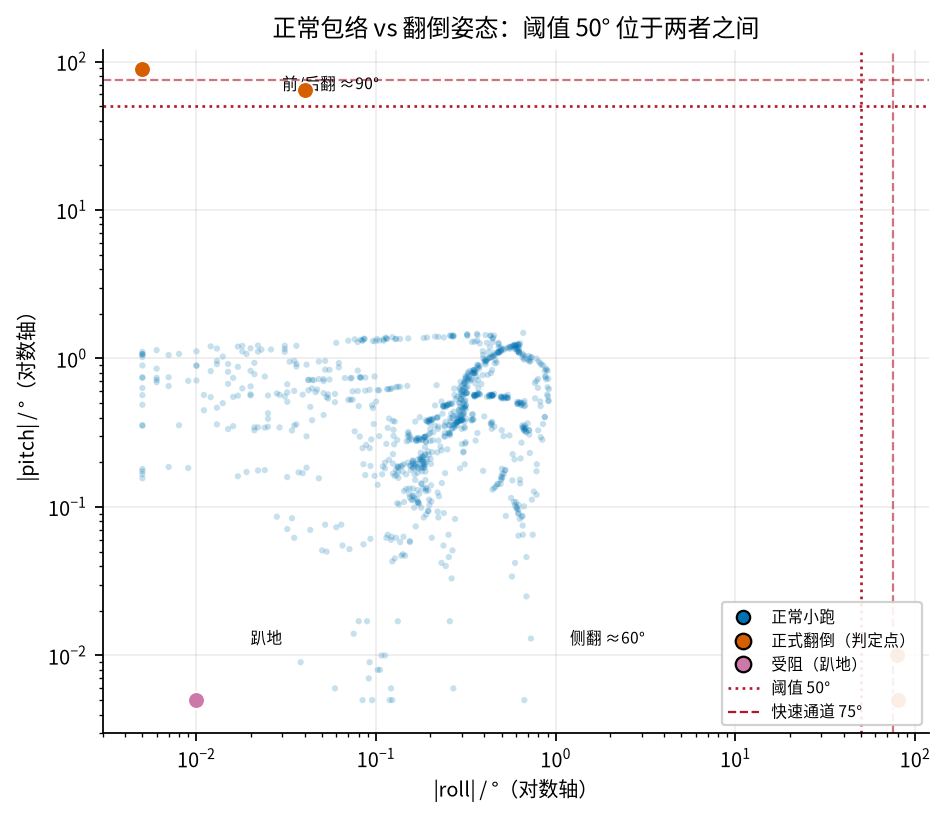 正常包络 vs 翻倒姿态：阈值 50° 位于两者之间
10²
前/后翻 ≈90°
10¹
10⁰
10⁻¹
10⁻²
|pitch| / °（对数轴）
趴地
侧翻 ≈60°
正常小跑
正式翻倒（判定点）
受阻（趴地）
阈值 50°
快速通道 75°
10⁻²
10⁻¹
10⁰
10¹
10²
|roll| / °（对数轴）